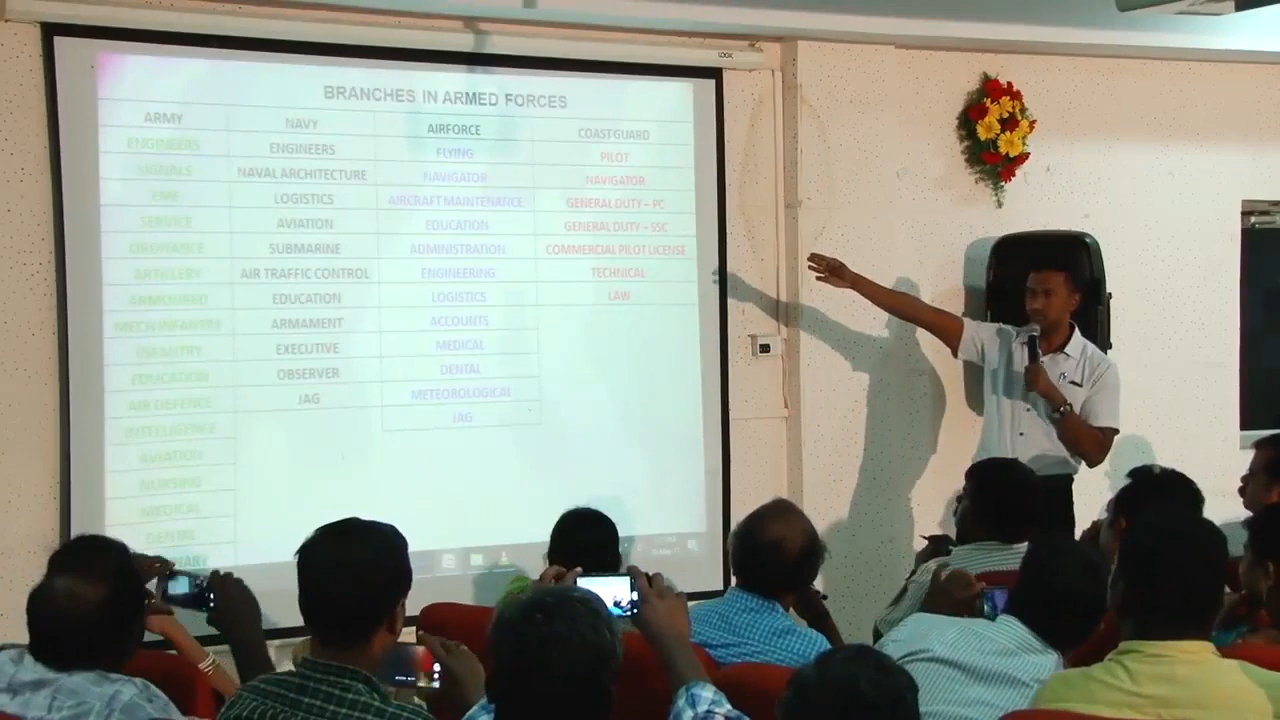 LOGIC
BRANCHES IN ARMED FORCES
ARMY NAVY AIRFORCE COAST GUARD
ENGINEERS ENGINEERS FLYING PILOT
SIGNALS NAVAL ARCHITECTURE NAVIGATOR NAVIGATOR
EME LOGISTICS AIRCRAFT MAINTENANCE GENERAL DUTY – PC
SERVICE AVIATION EDUCATION GENERAL DUTY – SSC
ORDNANCE SUBMARINE ADMINISTRATION COMMERCIAL PILOT LICENSE
ARTILLERY AIR TRAFFIC CONTROL ENGINEERING TECHNICAL
ARMOURED EDUCATION LOGISTICS LAW
MECH INFANTRY ARMAMENT ACCOUNTS
INFANTRY EXECUTIVE MEDICAL
EDUCATION OBSERVER DENTAL
AIR DEFENCE JAG METEOROLOGICAL
INTELIGENCE JAG
AVIATION
NURSING
MEDICAL
DENTAL